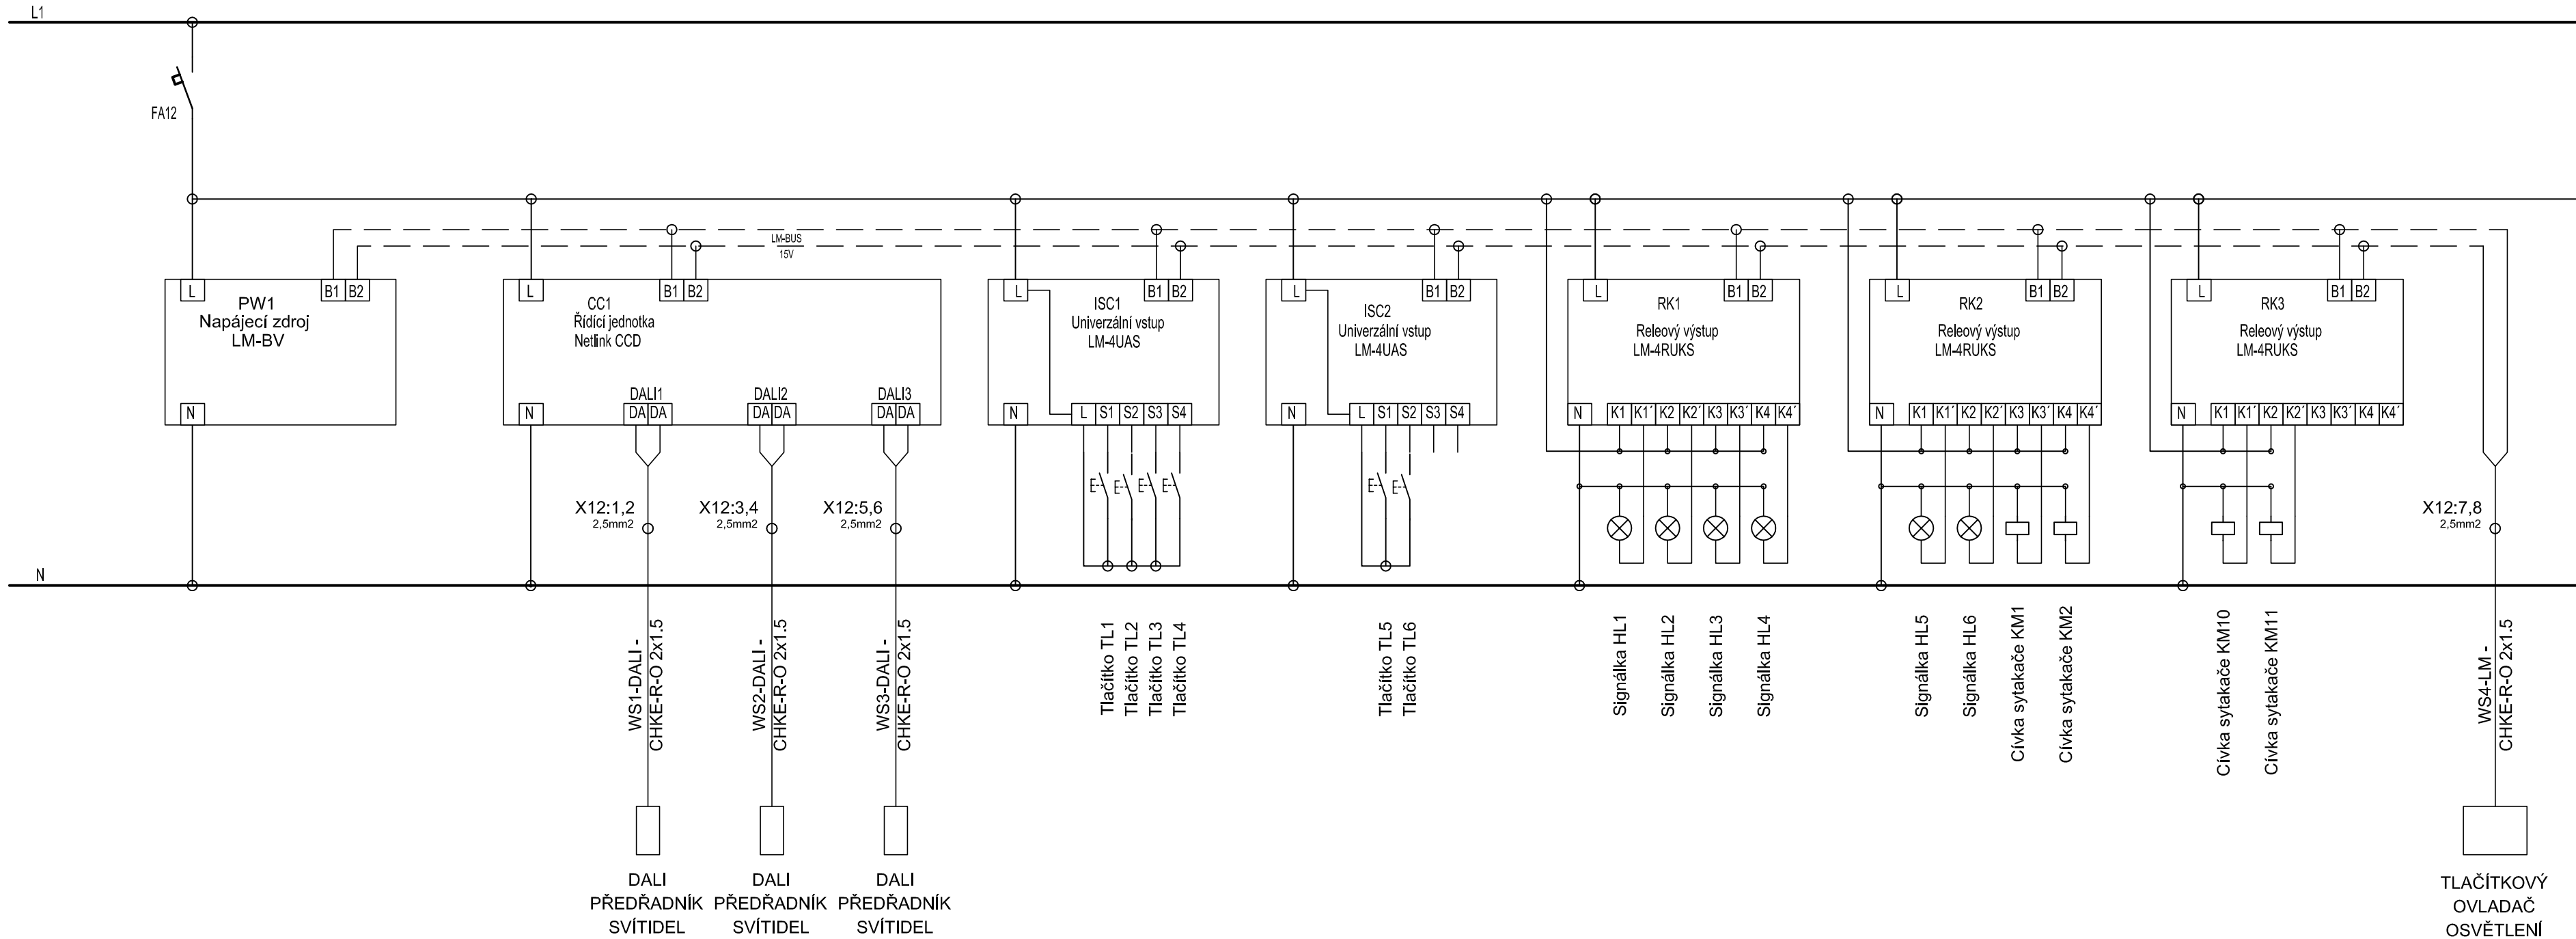 L1
FA12
LM-BUS
15V
L
B1 B2
PW1
Napájecí zdroj
LM-BV
N
L
B1 B2
CC1
Řídící jednotka
Netlink CCD
DALI1
DALI2
DALI3
N
DA DA
DA DA
DA DA
L
B1 B2
ISC1
Univerzální vstup
LM-4UAS
N
L S1 S2 S3 S4
L
B1 B2
ISC2
Univerzální vstup
LM-4UAS
N
L S1 S2 S3 S4
L
B1 B2
RK1
Releový výstup
LM-4RUKS
N
K1 K1´ K2 K2´ K3 K3´ K4 K4´
L
B1 B2
RK2
Releový výstup
LM-4RUKS
N
K1 K1´ K2 K2´ K3 K3´ K4 K4´
L
B1 B2
RK3
Releový výstup
LM-4RUKS
N
K1 K1´ K2 K2´ K3 K3´ K4 K4´
X12:1,2
2,5mm2
X12:3,4
2,5mm2
X12:5,6
2,5mm2
X12:7,8
2,5mm2
N
WS1-DALI -
CHKE-R-O 2x1.5
WS2-DALI -
CHKE-R-O 2x1.5
WS3-DALI -
CHKE-R-O 2x1.5
Tlačítko TL1
Tlačítko TL2
Tlačítko TL3
Tlačítko TL4
Tlačítko TL5
Tlačítko TL6
Signálka HL1
Signálka HL2
Signálka HL3
Signálka HL4
Signálka HL5
Signálka HL6
Cívka sytakače KM1
Cívka sytakače KM2
Cívka sytakače KM10
Cívka sytakače KM11
WS4-LM -
CHKE-R-O 2x1.5
DALI
PŘEDŘADNÍK
SVÍTIDEL
DALI
PŘEDŘADNÍK
SVÍTIDEL
DALI
PŘEDŘADNÍK
SVÍTIDEL
TLAČÍTKOVÝ
OVLADAČ
OSVĚTLENÍ